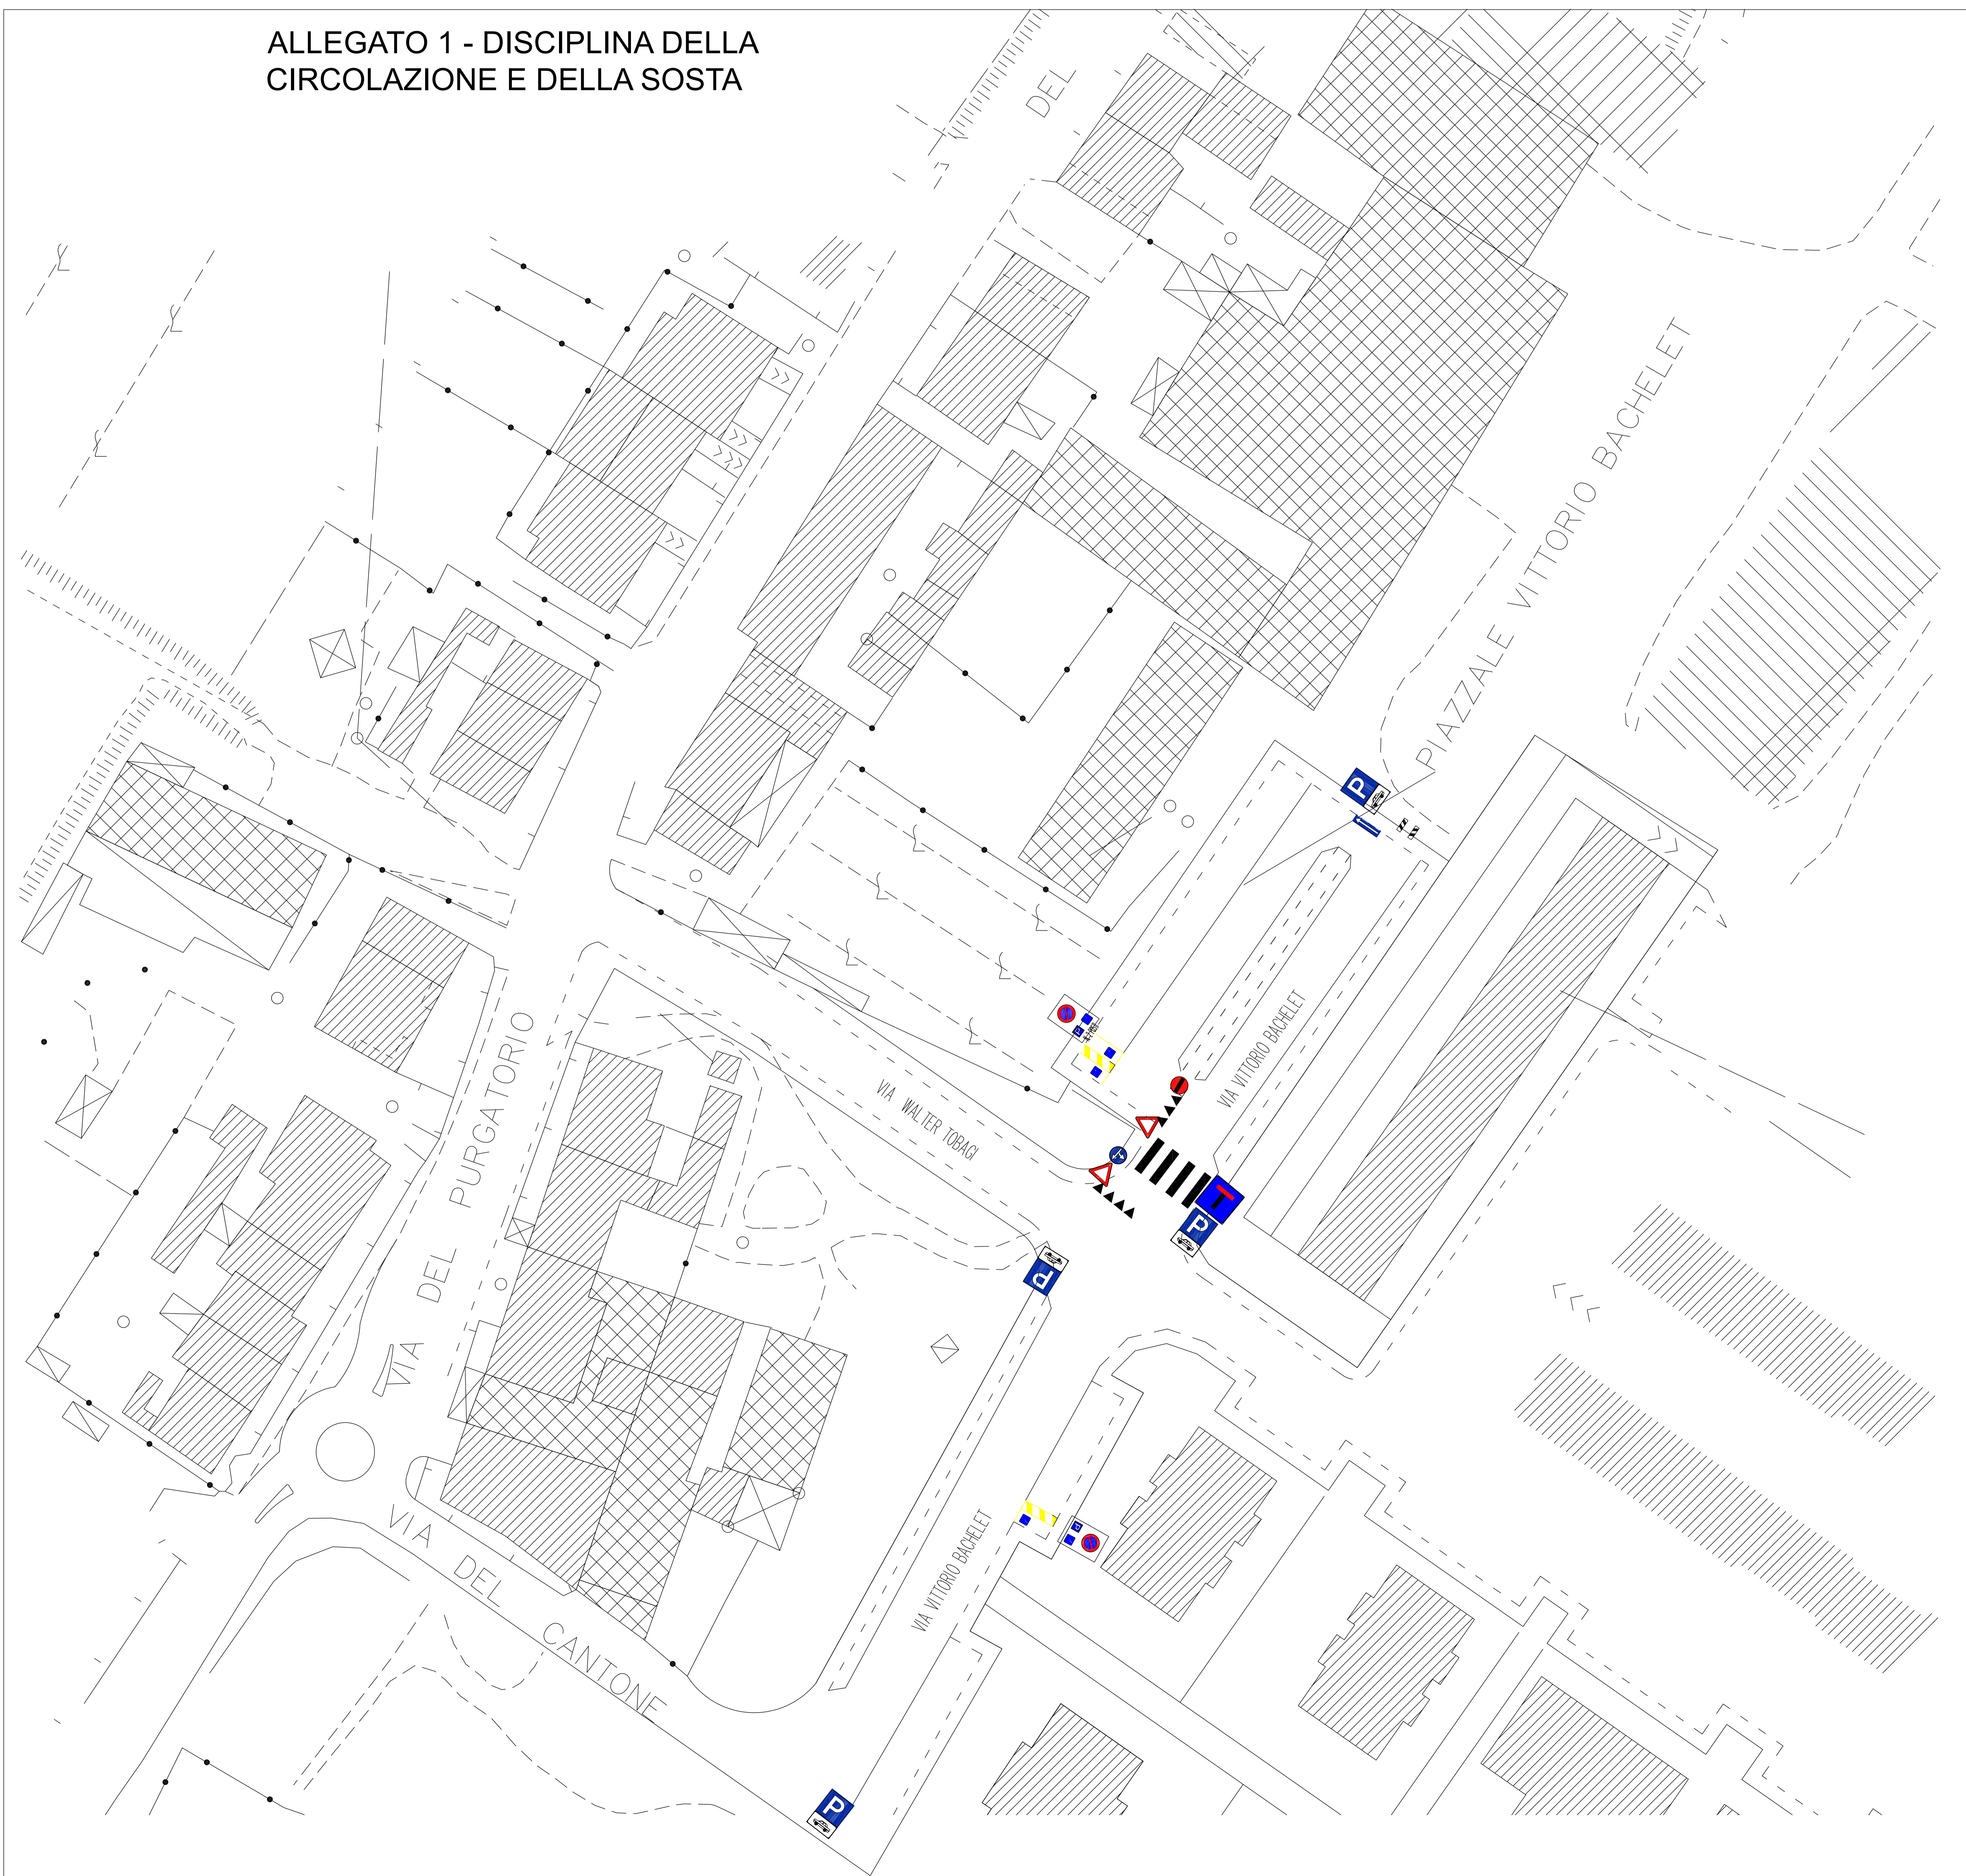 ALLEGATO 1 - DISCIPLINA DELLA
CIRCOLAZIONE E DELLA SOSTA
DEL
PIAZZALE VITTORIO BACHELET
P
VIA VITTORIO BACHELET
VIA WALTER TOBAGI
VIA DEL PURGATORIO
P
P
VIA VITTORIO BACHELET
VIA DEL CANTONE
P